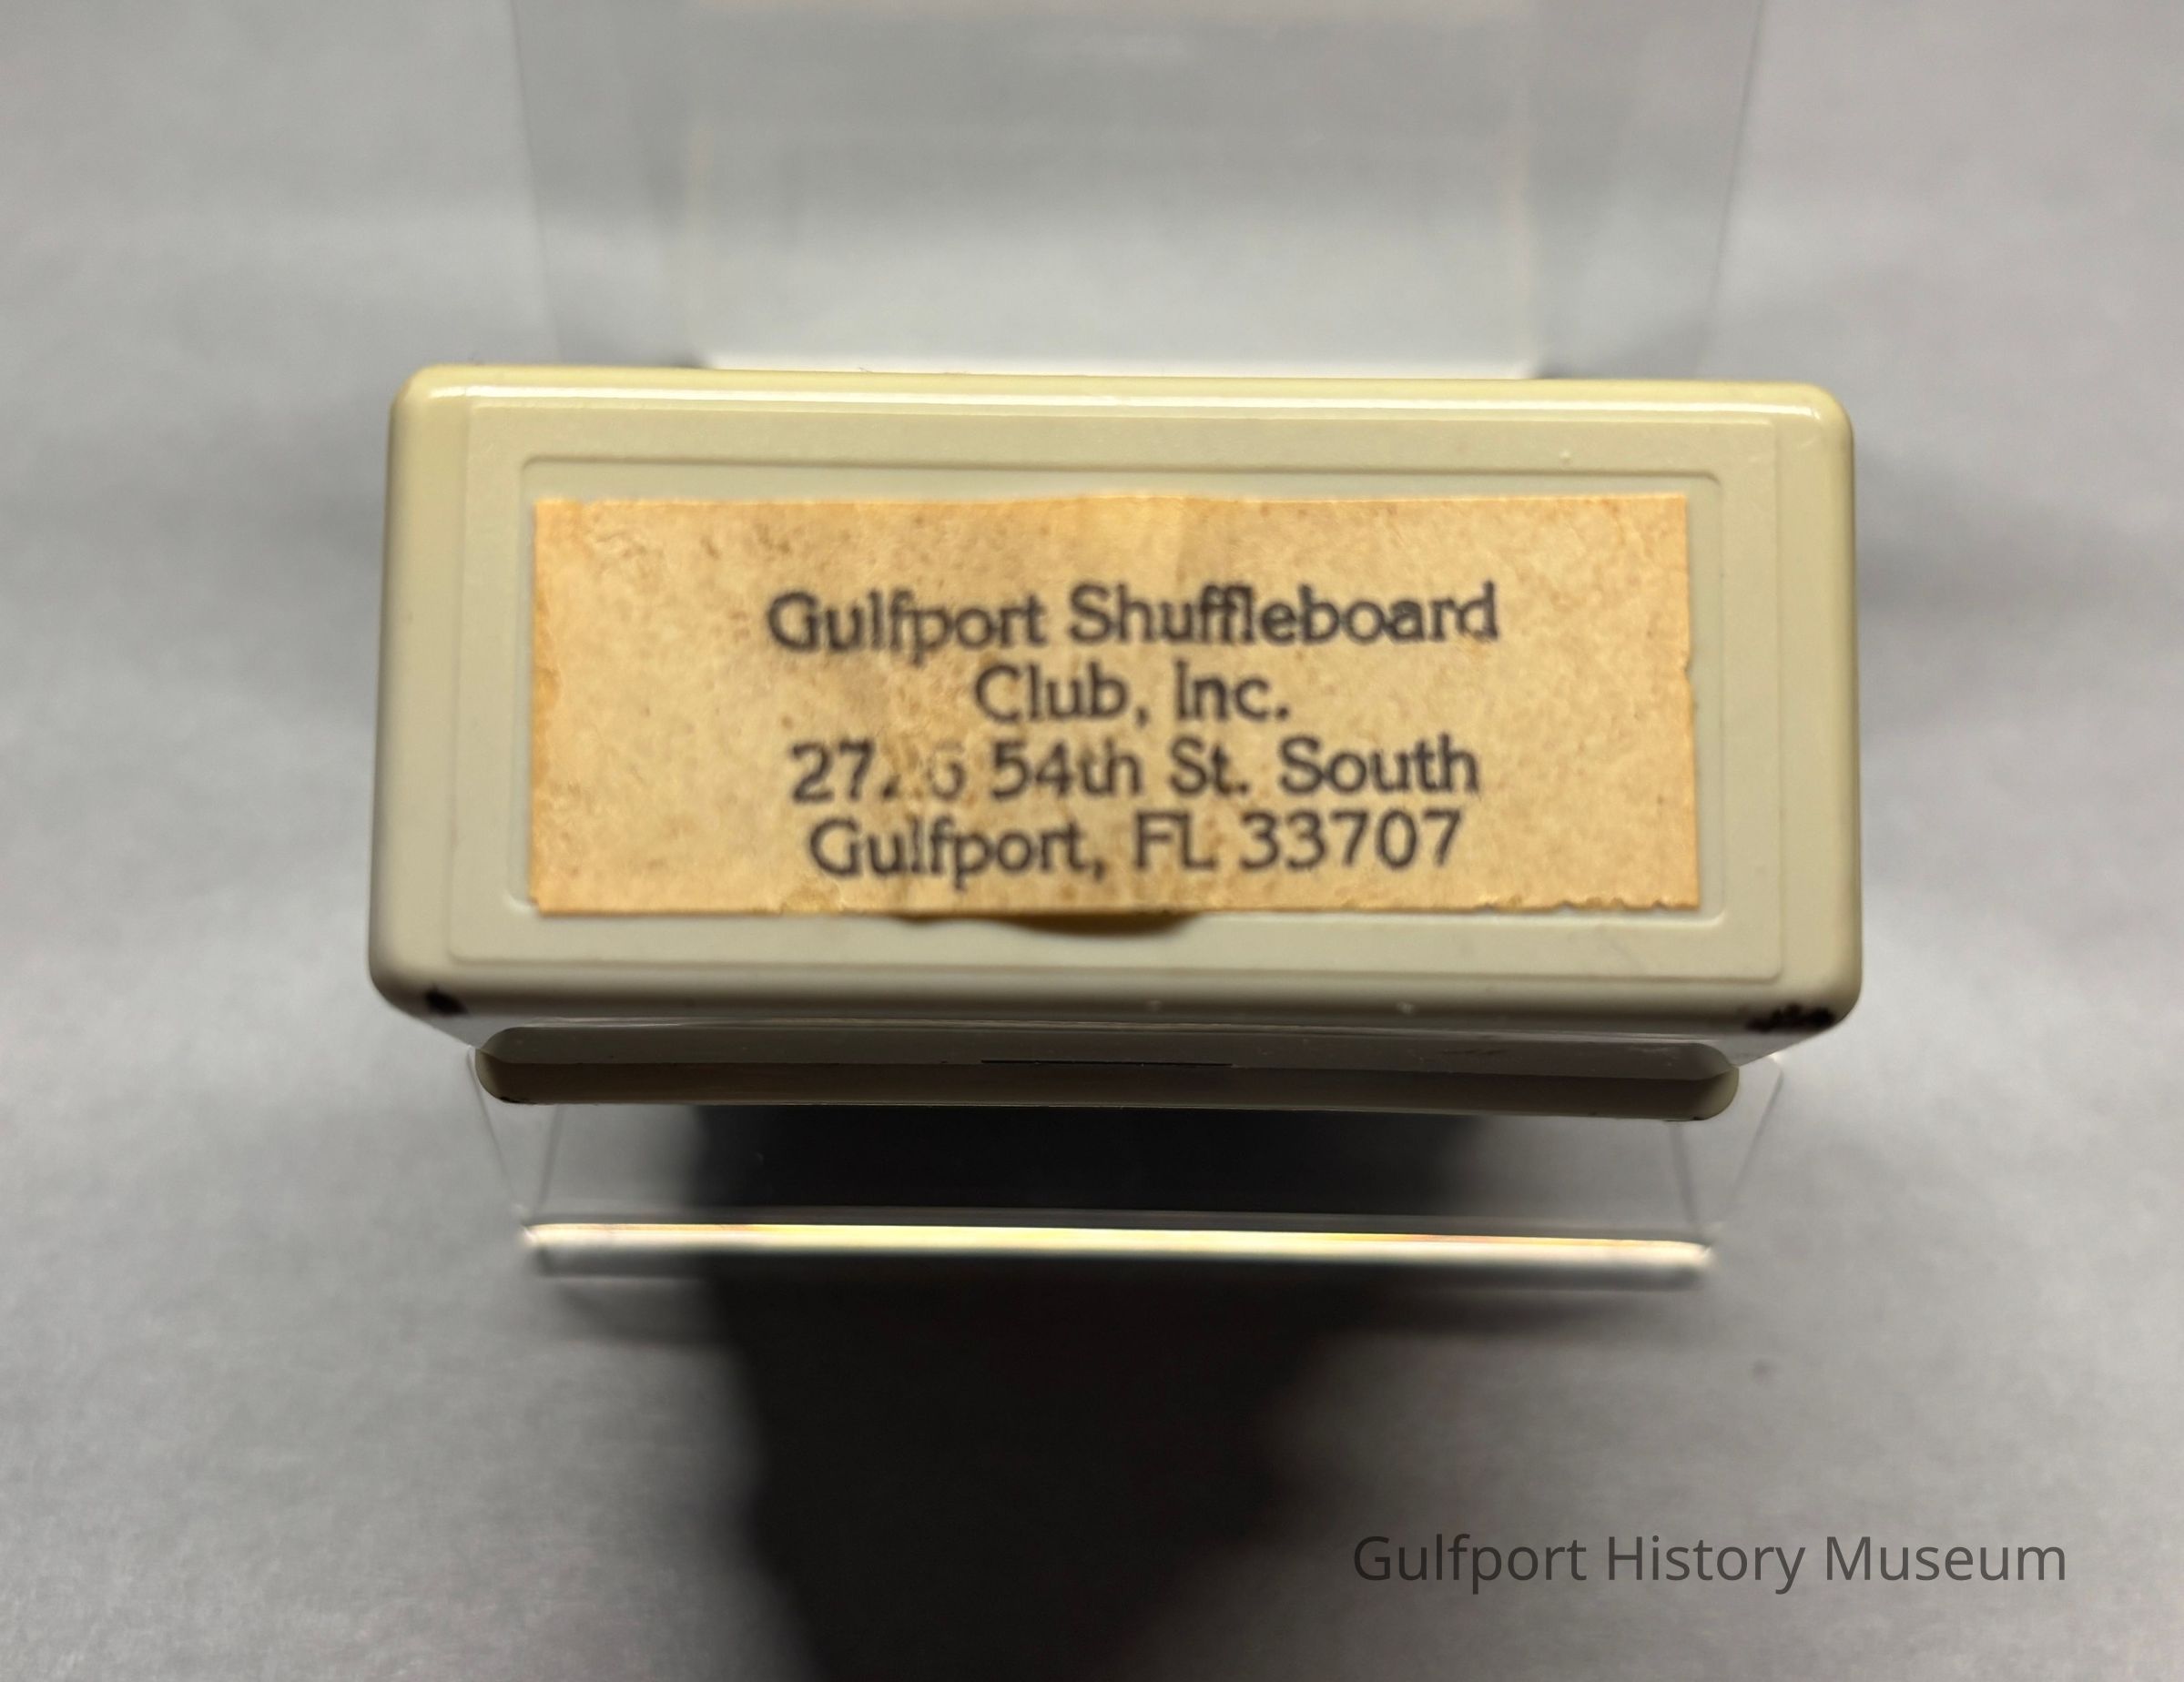 Gulfport Shuffleboard
Club, Inc.
54th St. South
Gulfport, FL 33707
Gulfport History Museum